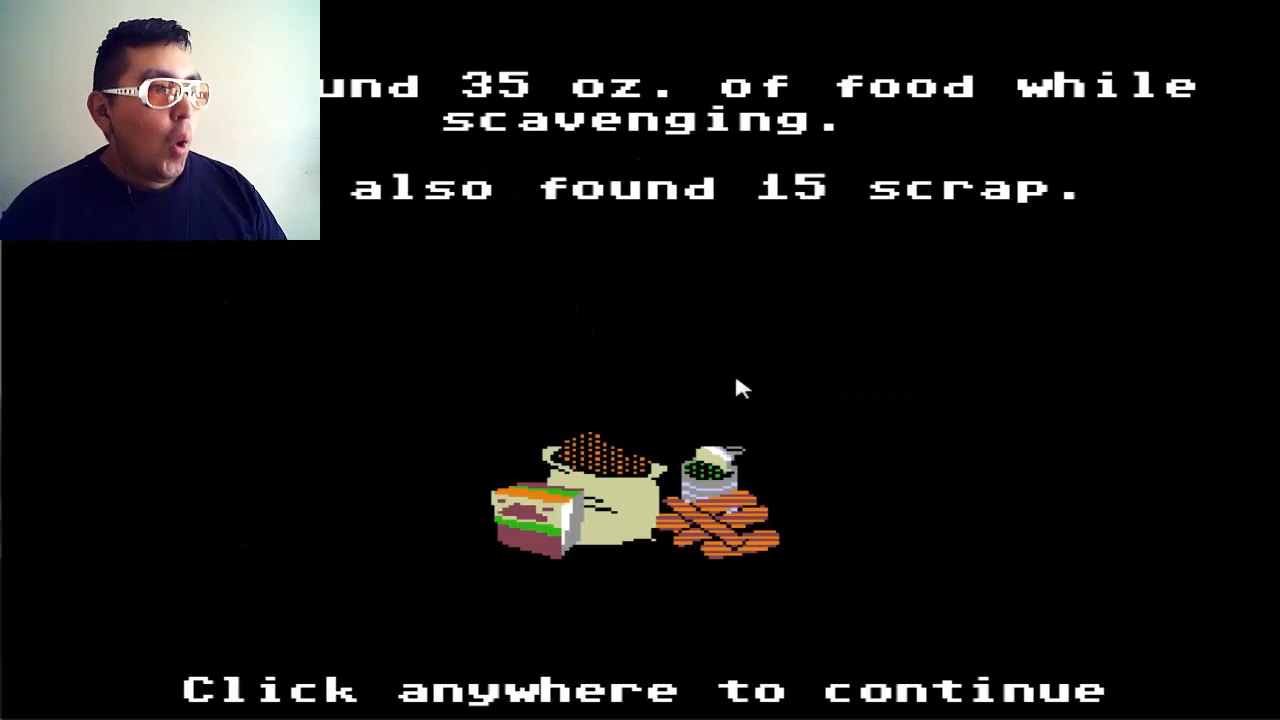 und 35 oz. of food while
scavenging.
also found 15 scrap.
Click anywhere to continue